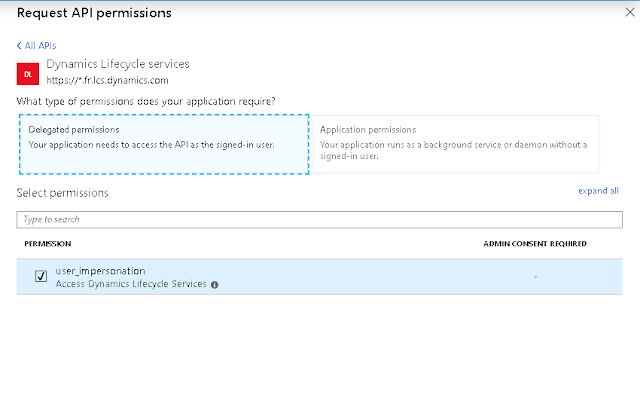 Request API permissions
All APIs
DL
Dynamics Lifecycle services
https://*.fr.lcs.dynamics.com
What type of permissions does your application require?
Delegated permissions
Your application needs to access the API as the signed-in user.
Application permissions
Your application runs as a background service or daemon without a
signed-in user.
Select permissions
expand all
Type to search
PERMISSION
ADMIN CONSENT REQUIRED
user_impersonation
Access Dynamics Lifecycle Services
-